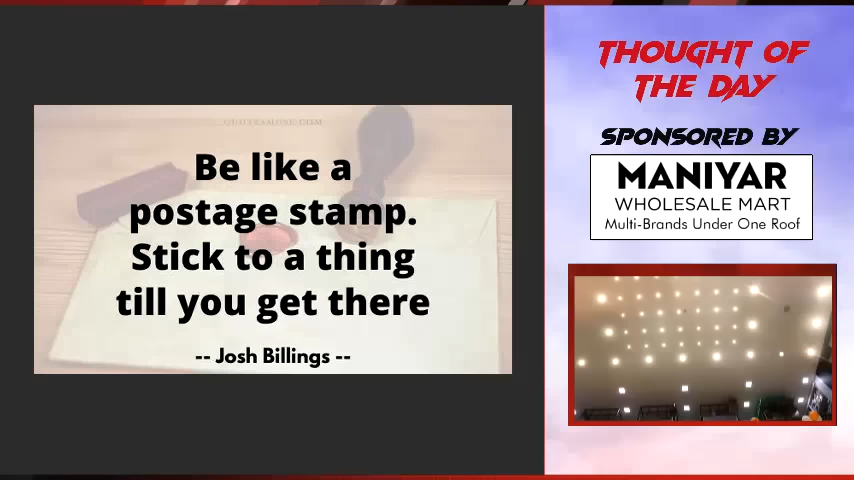 Be like a
postage stamp.
Stick to a thing
till you get there
-- Josh Billings --
THOUGHT OF
THE DAY
SPONSORED BY
MANIYAR
WHOLESALE MART
Multi-Brands Under One Roof